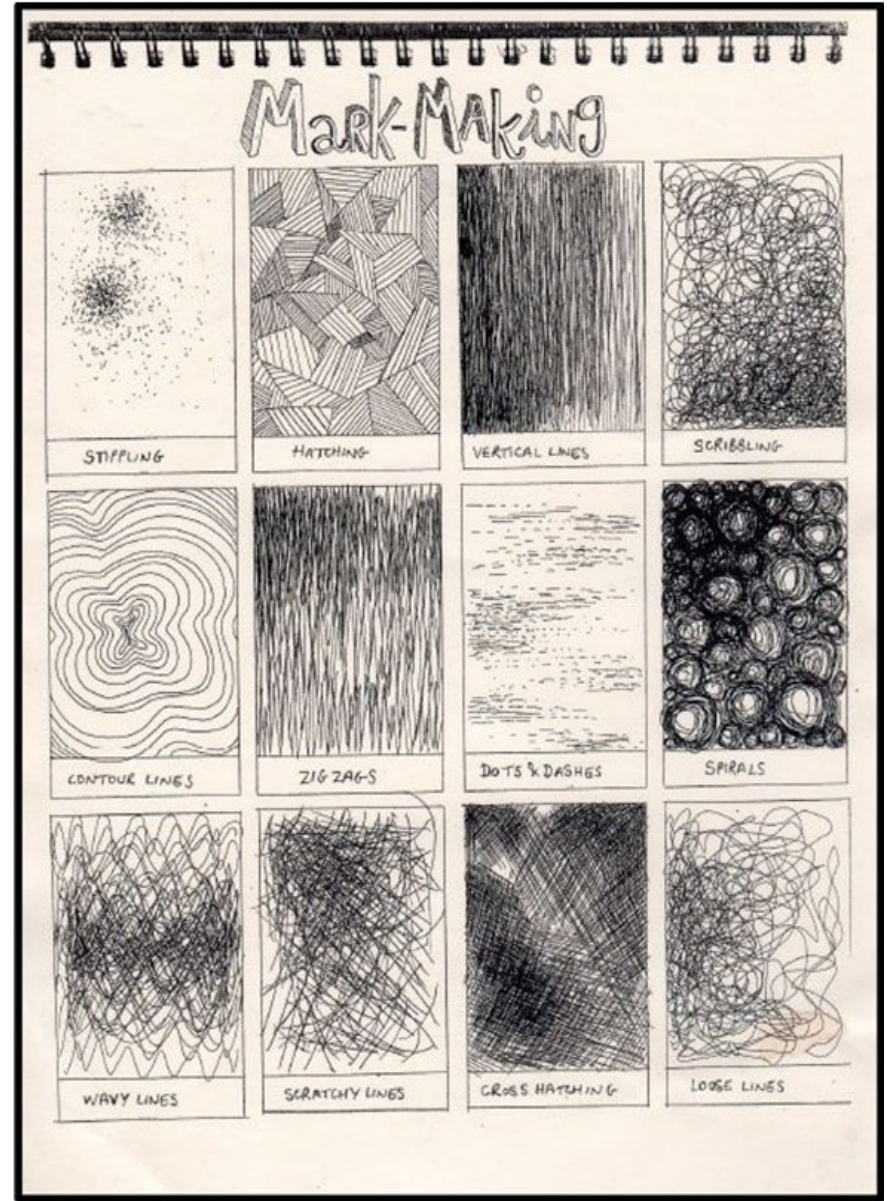 Mark-Making
STIPPLING
HATCHING
VERTICAL LINES
SCRIBBLING
CONTOUR LINES
ZIG ZAGS
DOTS & DASHES
SPIRALS
WAVY LINES
SCRATCHY LINES
CROSS HATCHING
LOOSE LINES